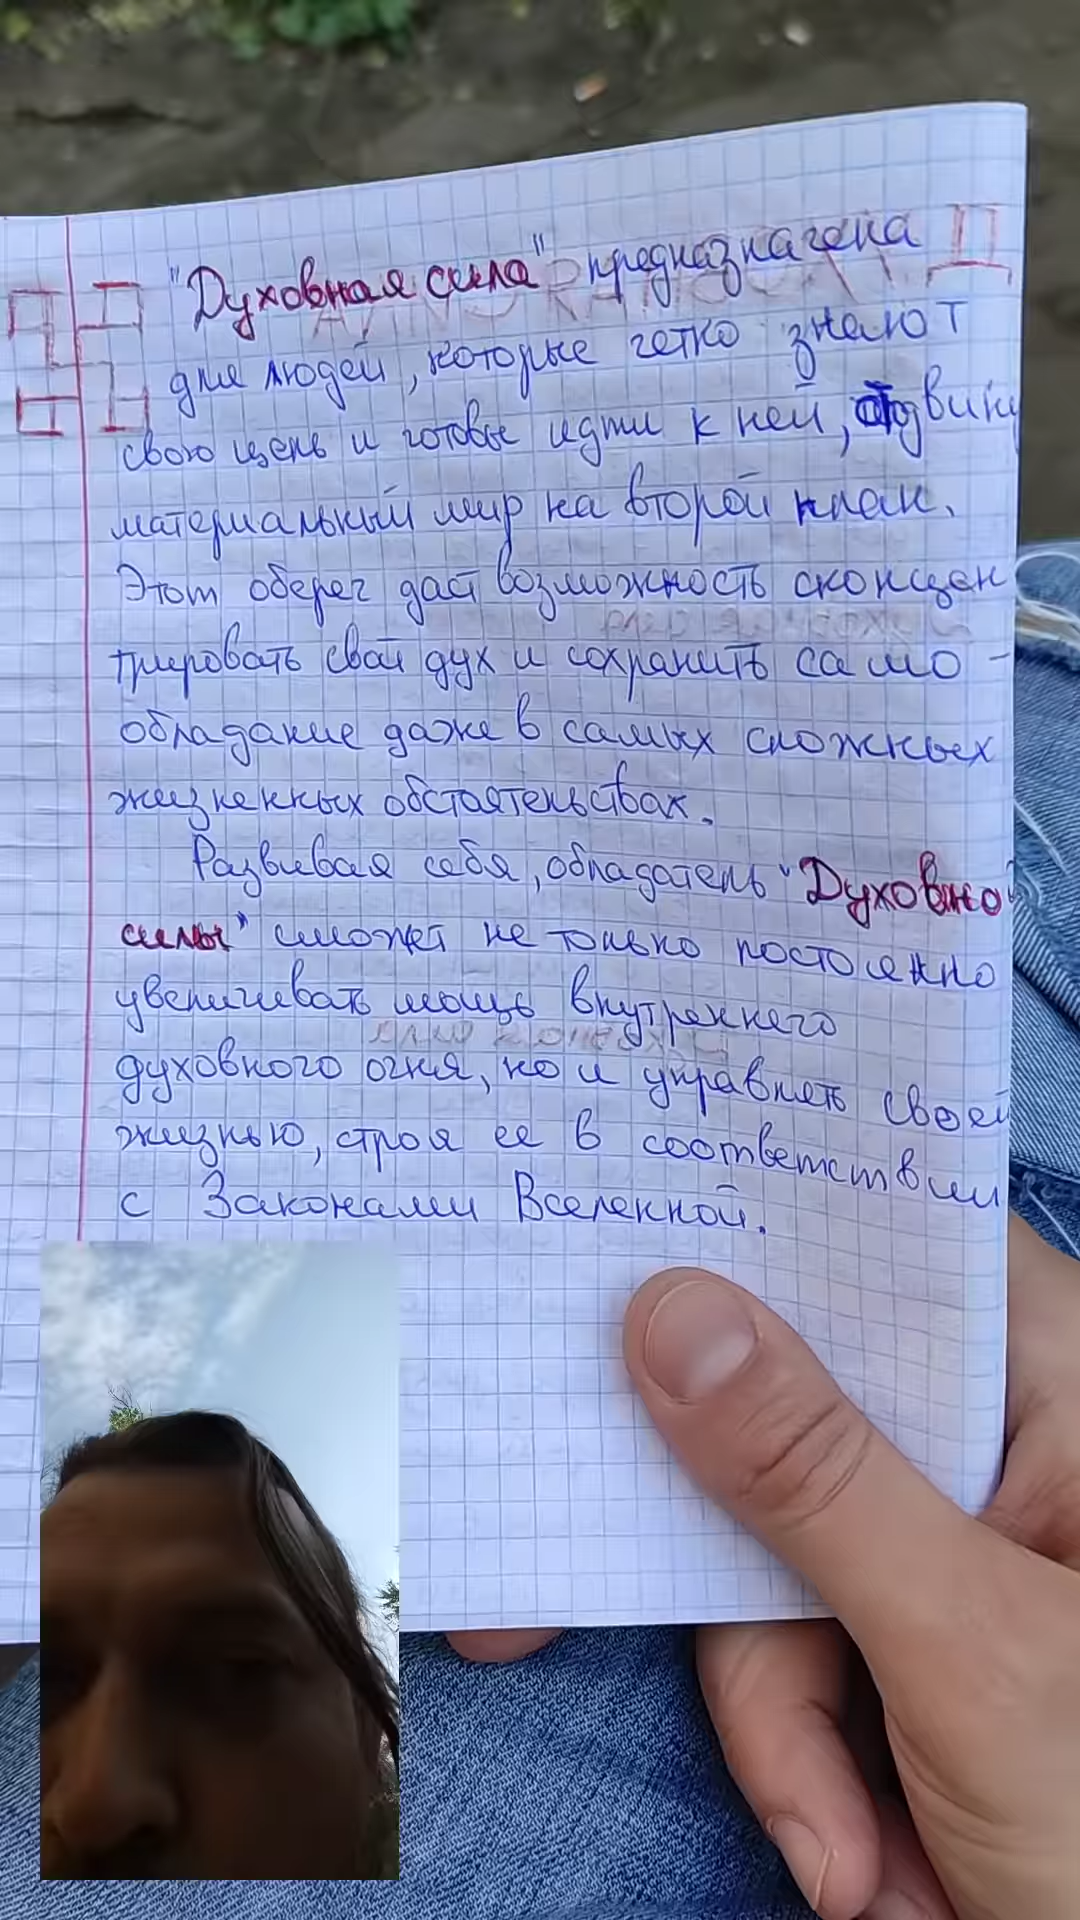 "Духовная сила" предназначена
для людей, которые четко знают
свою цель и готовы идти к ней, отодвину
материальный мир на второй план.
Этот оберег даст возможность сконцен
трировать свой дух и сохранить само-
обладание даже в самых сложных
жизненных обстоятельствах.
Развивая себя, обладатель "Духовной
силы" сможет не только постоянно
увеличивать мощь внутреннего
духовного огня, но и управлять своей
жизнью, строя ее в соответствии
с Законами Вселенной.